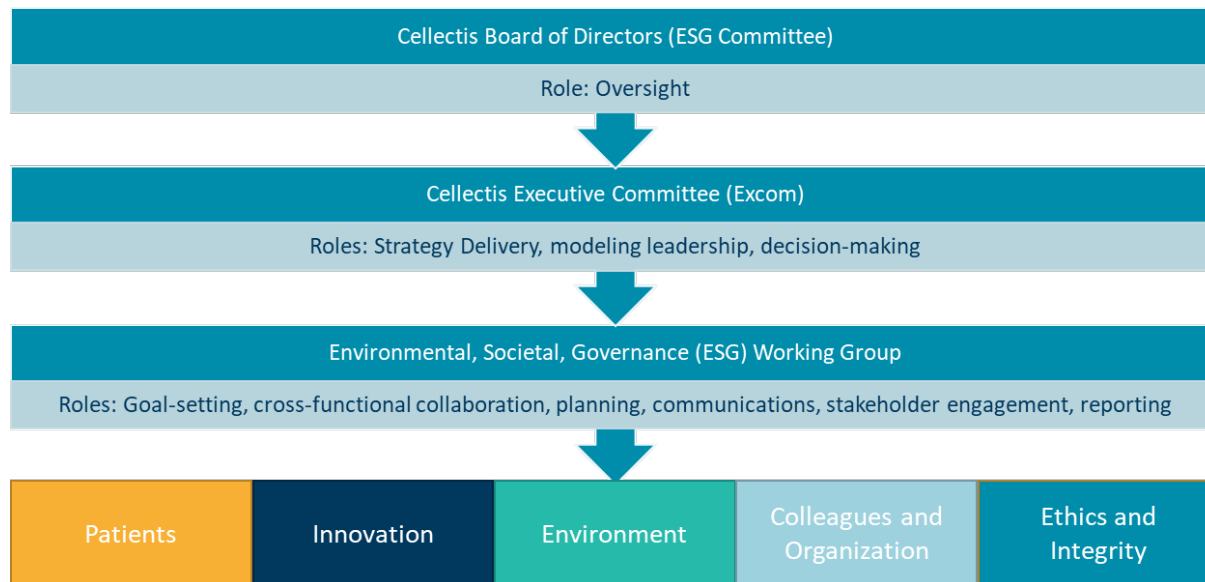 Cellectis Board of Directors (ESG Committee)
Role: Oversight
Cellectis Executive Committee (Excom)
Roles: Strategy Delivery, modeling leadership, decision-making
Environmental, Societal, Governance (ESG) Working Group
Roles: Goal-setting, cross-functional collaboration, planning, communications, stakeholder engagement, reporting
Patients
Innovation
Environment
Colleagues and
Organization
Ethics and
Integrity